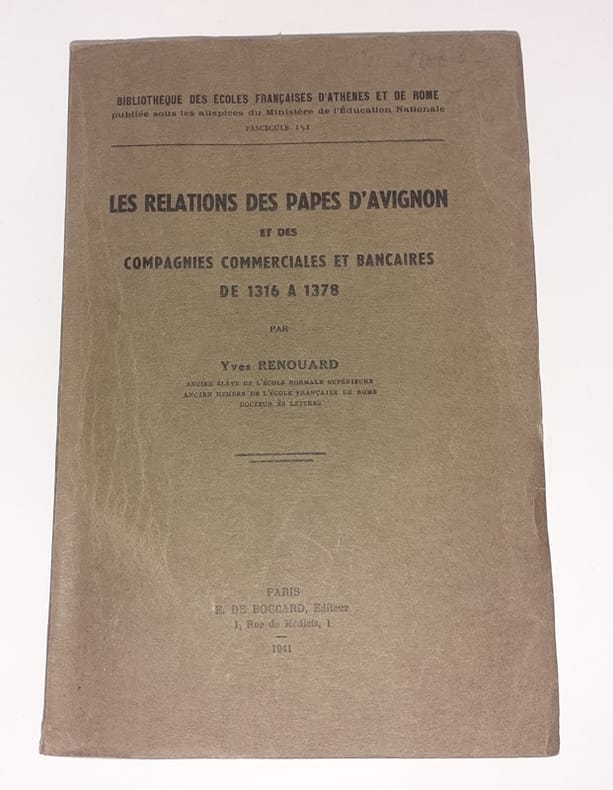 BIBLIOTHÈQUE DES ÉCOLES FRANÇAISES D'ATHÈNES ET DE ROME
publiée sous les auspices du Ministère de l'Éducation Nationale
FASCICULE 151
LES RELATIONS DES PAPES D'AVIGNON
ET DES
COMPAGNIES COMMERCIALES ET BANCAIRES
DE 1316 A 1378
PAR
Yves RENOUARD
ANCIEN ÉLÈVE DE L'ÉCOLE NORMALE SUPÉRIEURE
ANCIEN MEMBRE DE L'ÉCOLE FRANÇAISE DE ROME
DOCTEUR ÈS LETTRES
PARIS
E. DE BOCCARD, Editeur
1, Rue de Médicis, 1
1941